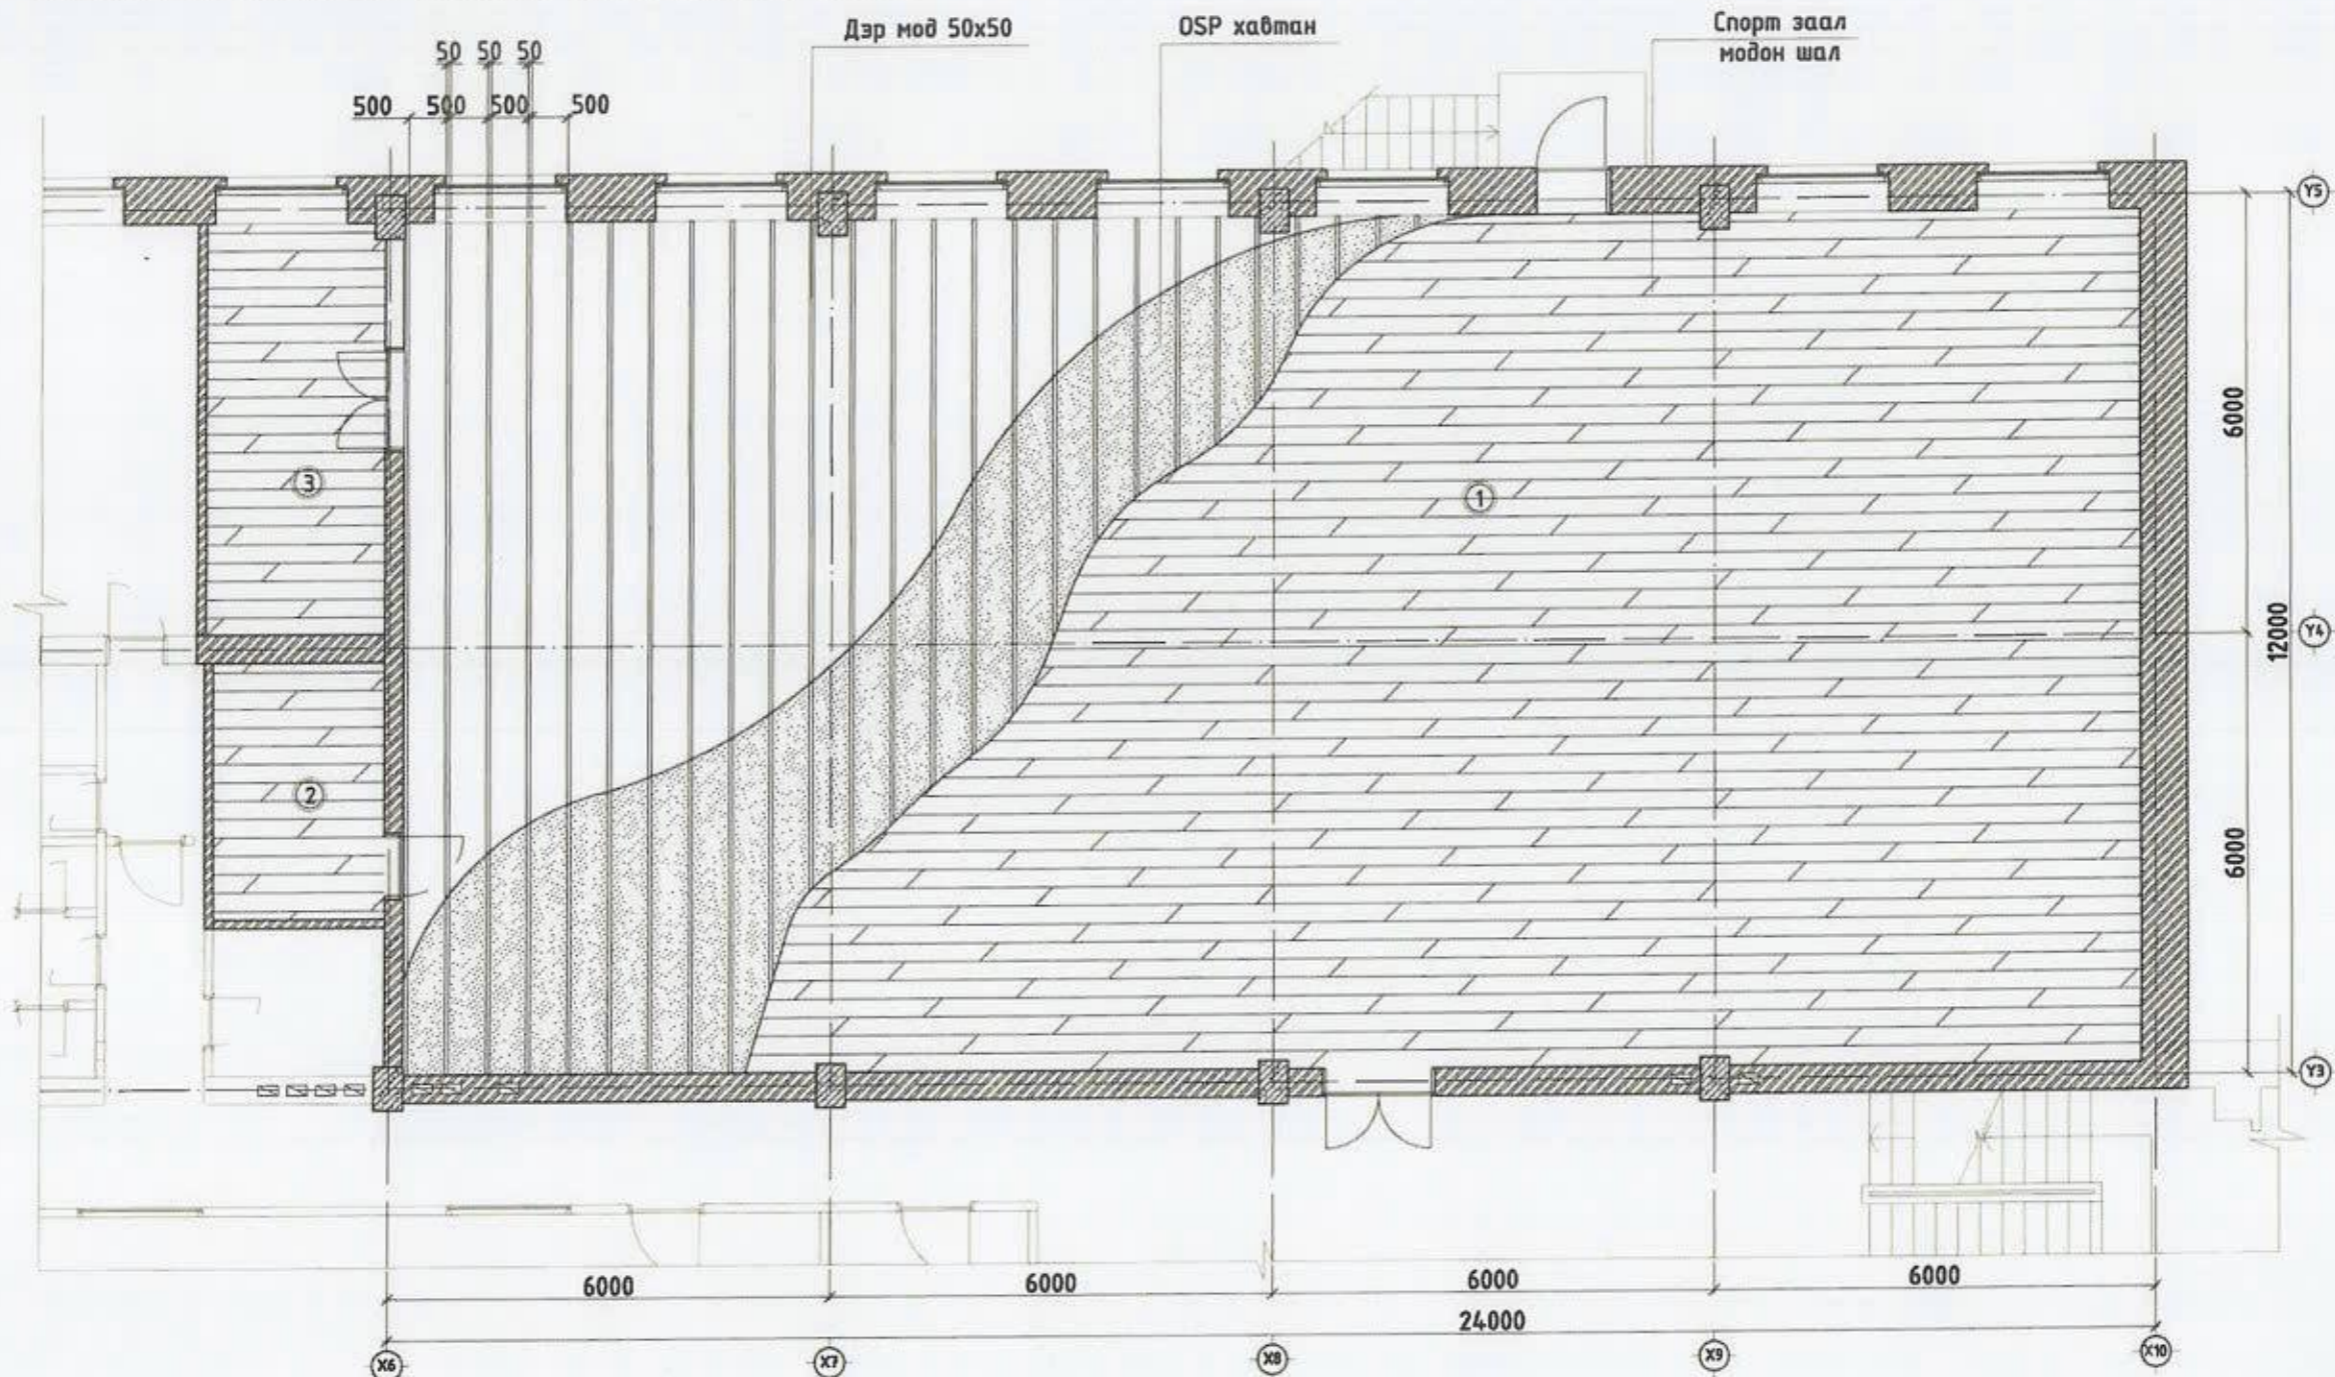 Дэр мод 50x50
OSP хавтан
Спорт заал
модон шал
50 50 50
500 500 500 500
Y5
6000
3
1
12000
Y4
2
6000
Y3
6000 6000 6000 6000
24000
X6 X7 X8 X9 X10